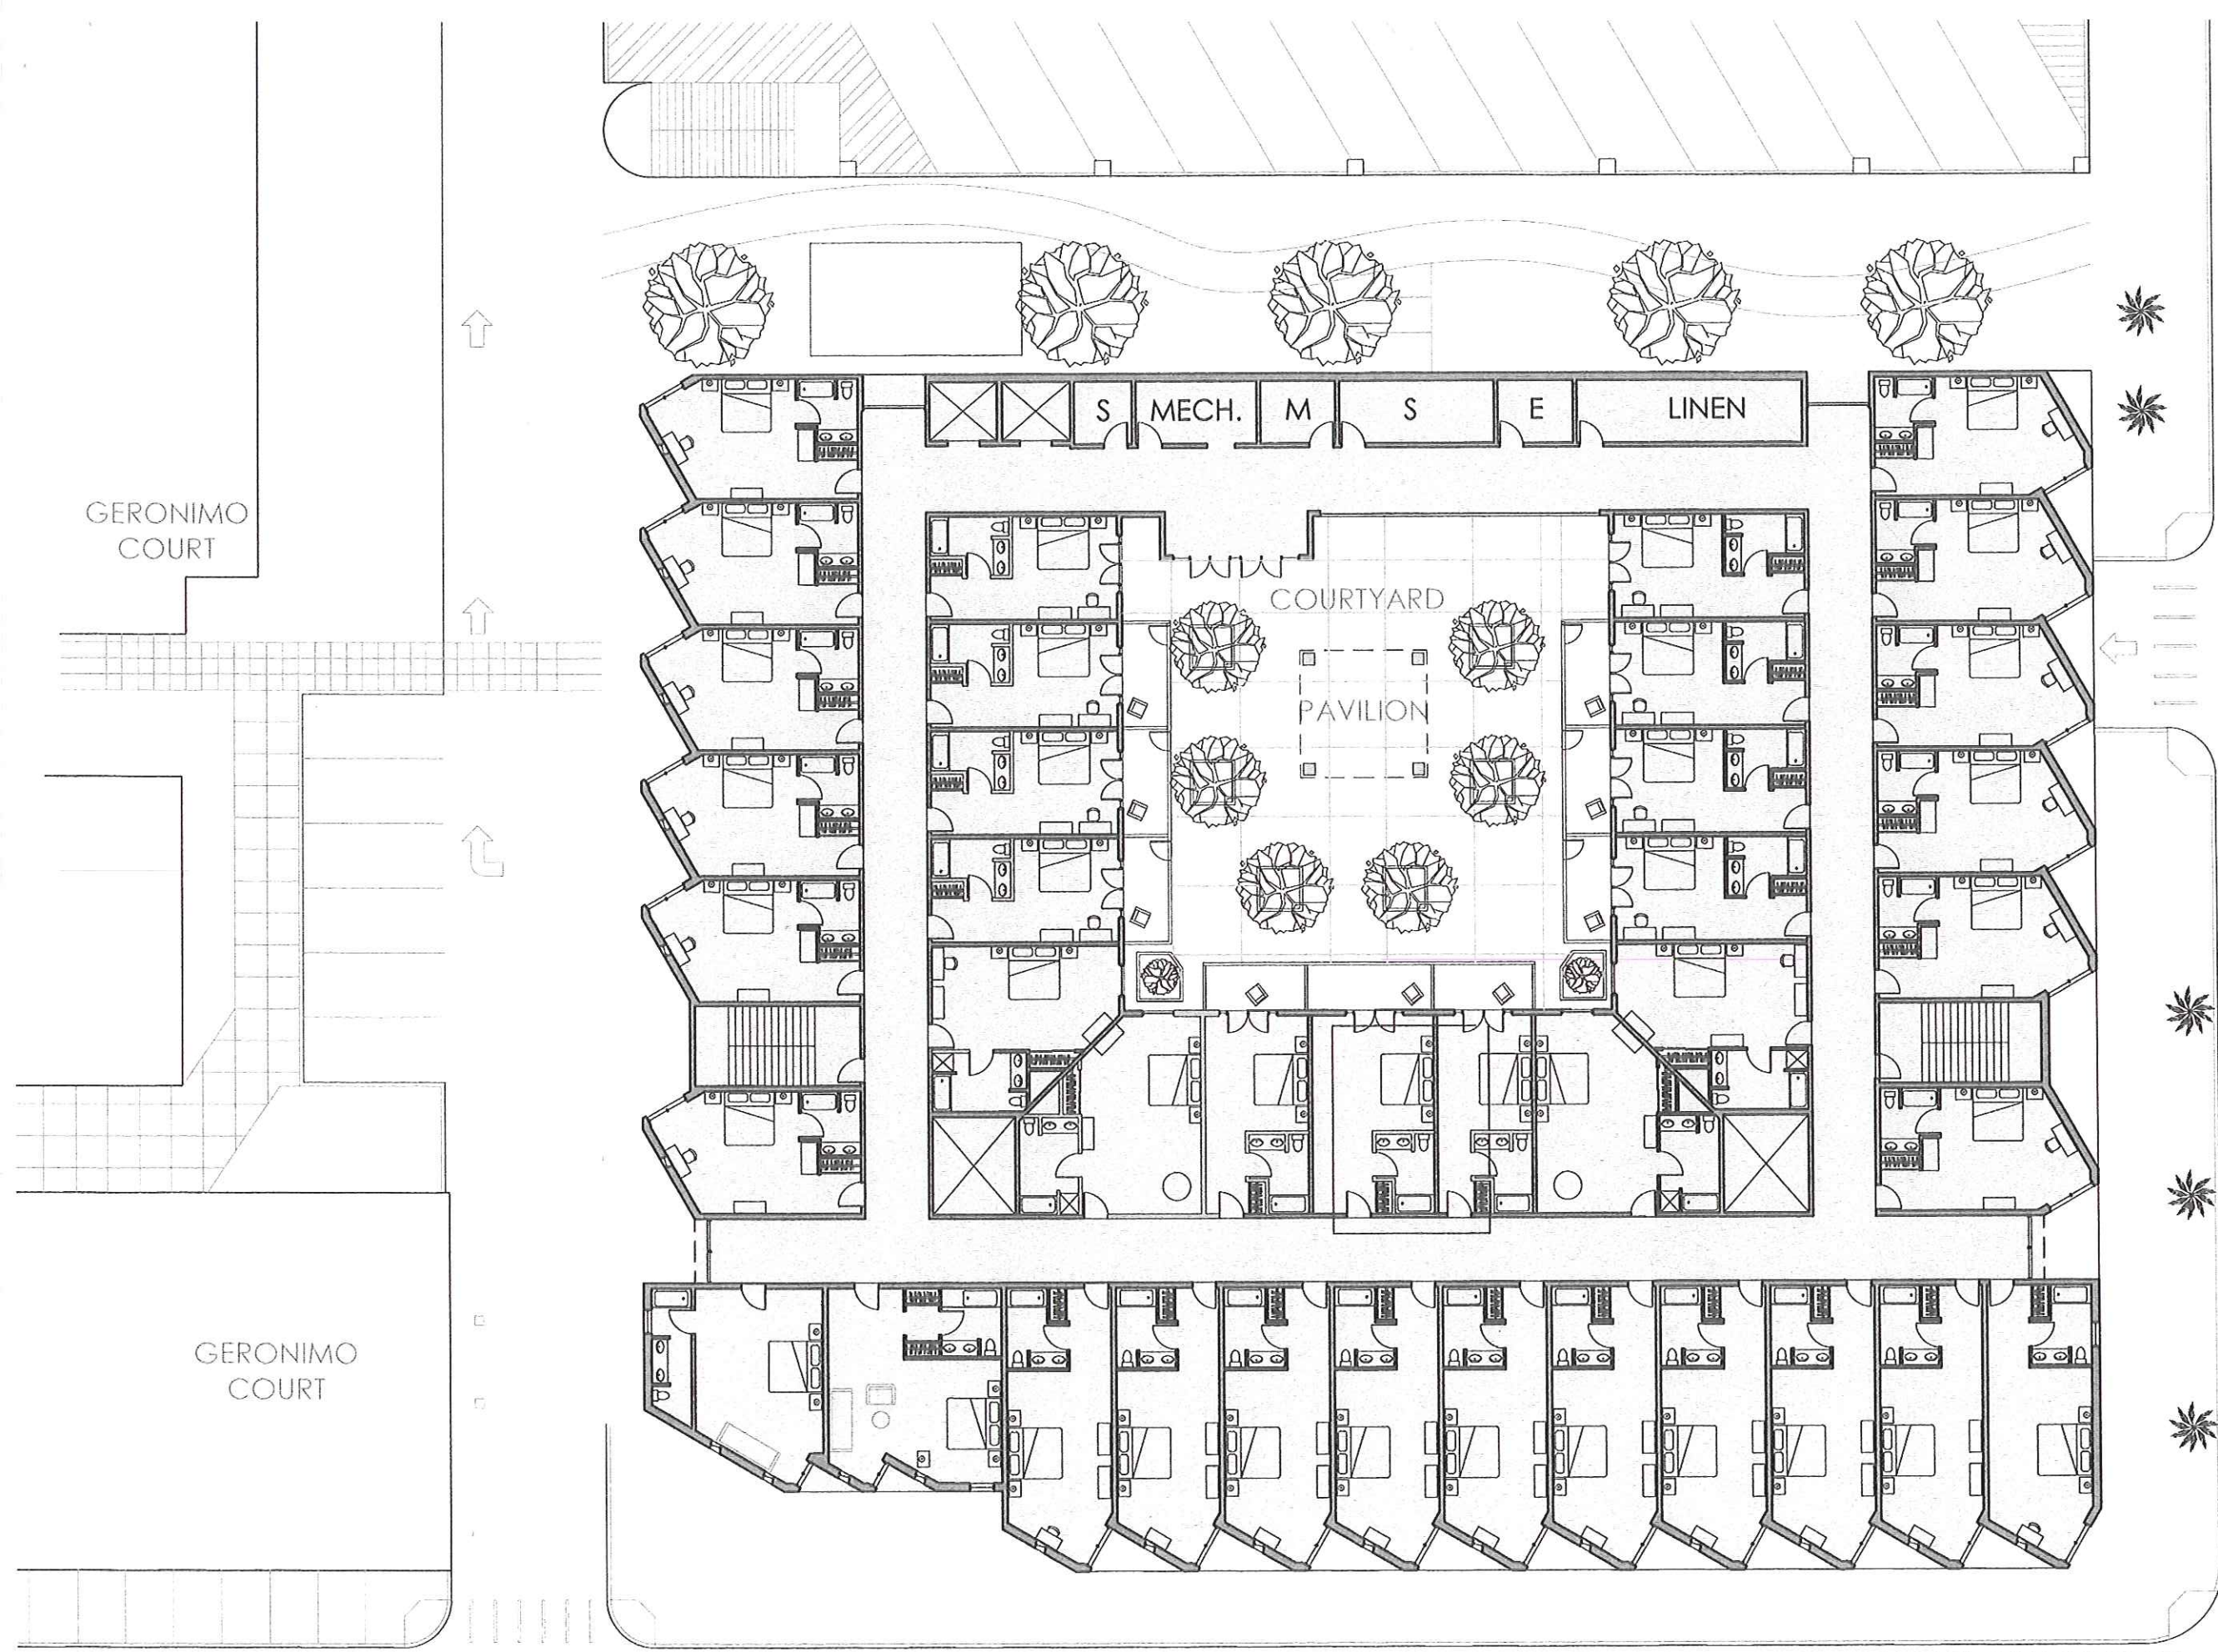 S
MECH.
M
S
E
LINEN
GERONIMO
COURT
COURTYARD
PAVILION
GERONIMO
COURT